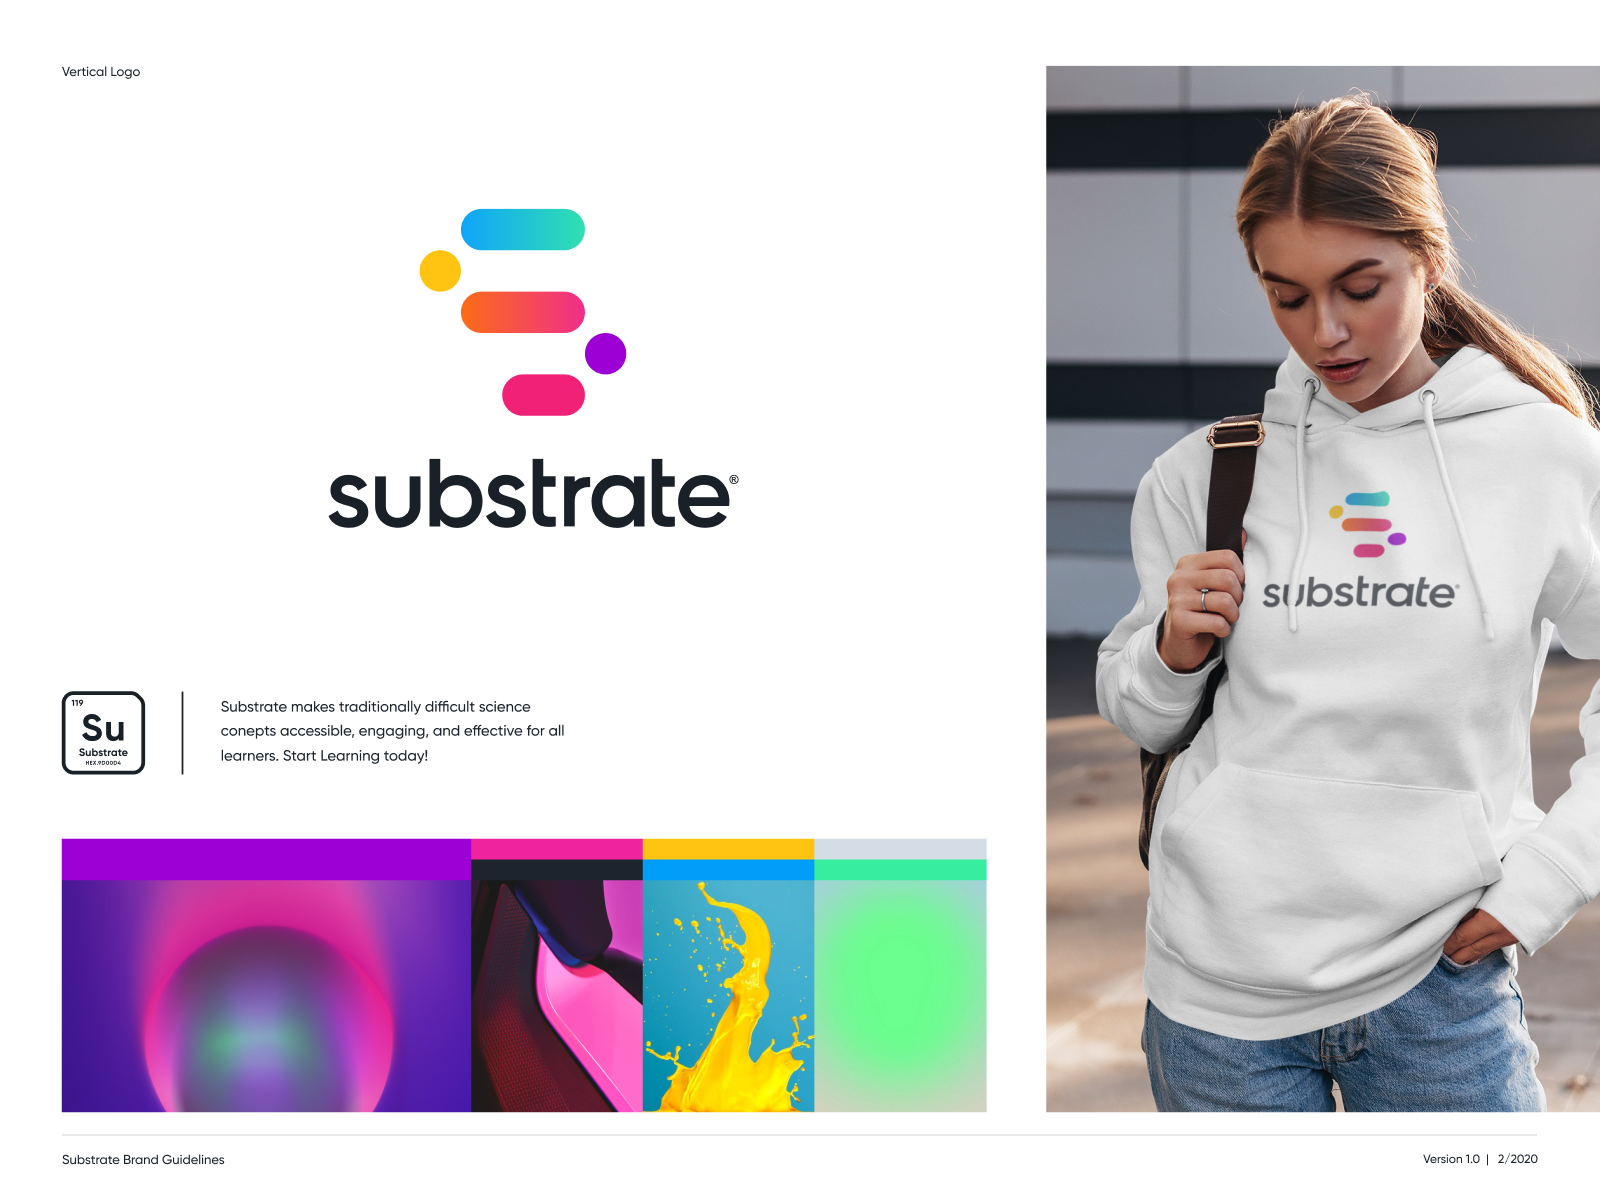 Vertical Logo
substrate®
119
Su
Substrate
HEX.9D00D4
Substrate makes traditionally difficult science
conepts accessible, engaging, and effective for all
learners. Start Learning today!
substrate®
Substrate Brand Guidelines
Version 1.0 | 2/2020